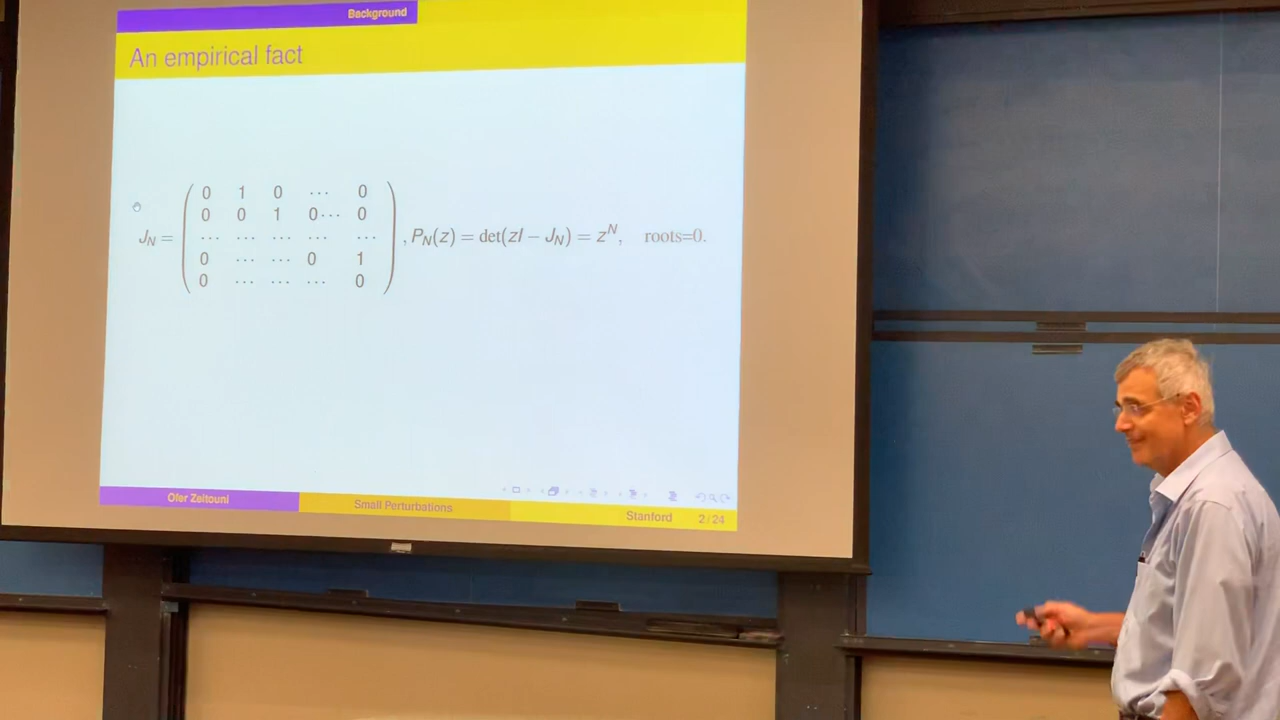 Background
An empirical fact
0 1 0 ⋯ 0
0 0 1 0⋯ 0
J_N = ⋯ ⋯ ⋯ ⋯ ⋯ , P_N(z) = det(zI − J_N) = z^N, roots=0.
0 ⋯ ⋯ 0 1
0 ⋯ ⋯ ⋯ 0
Ofer Zeitouni
Small Perturbations
Stanford 2/24